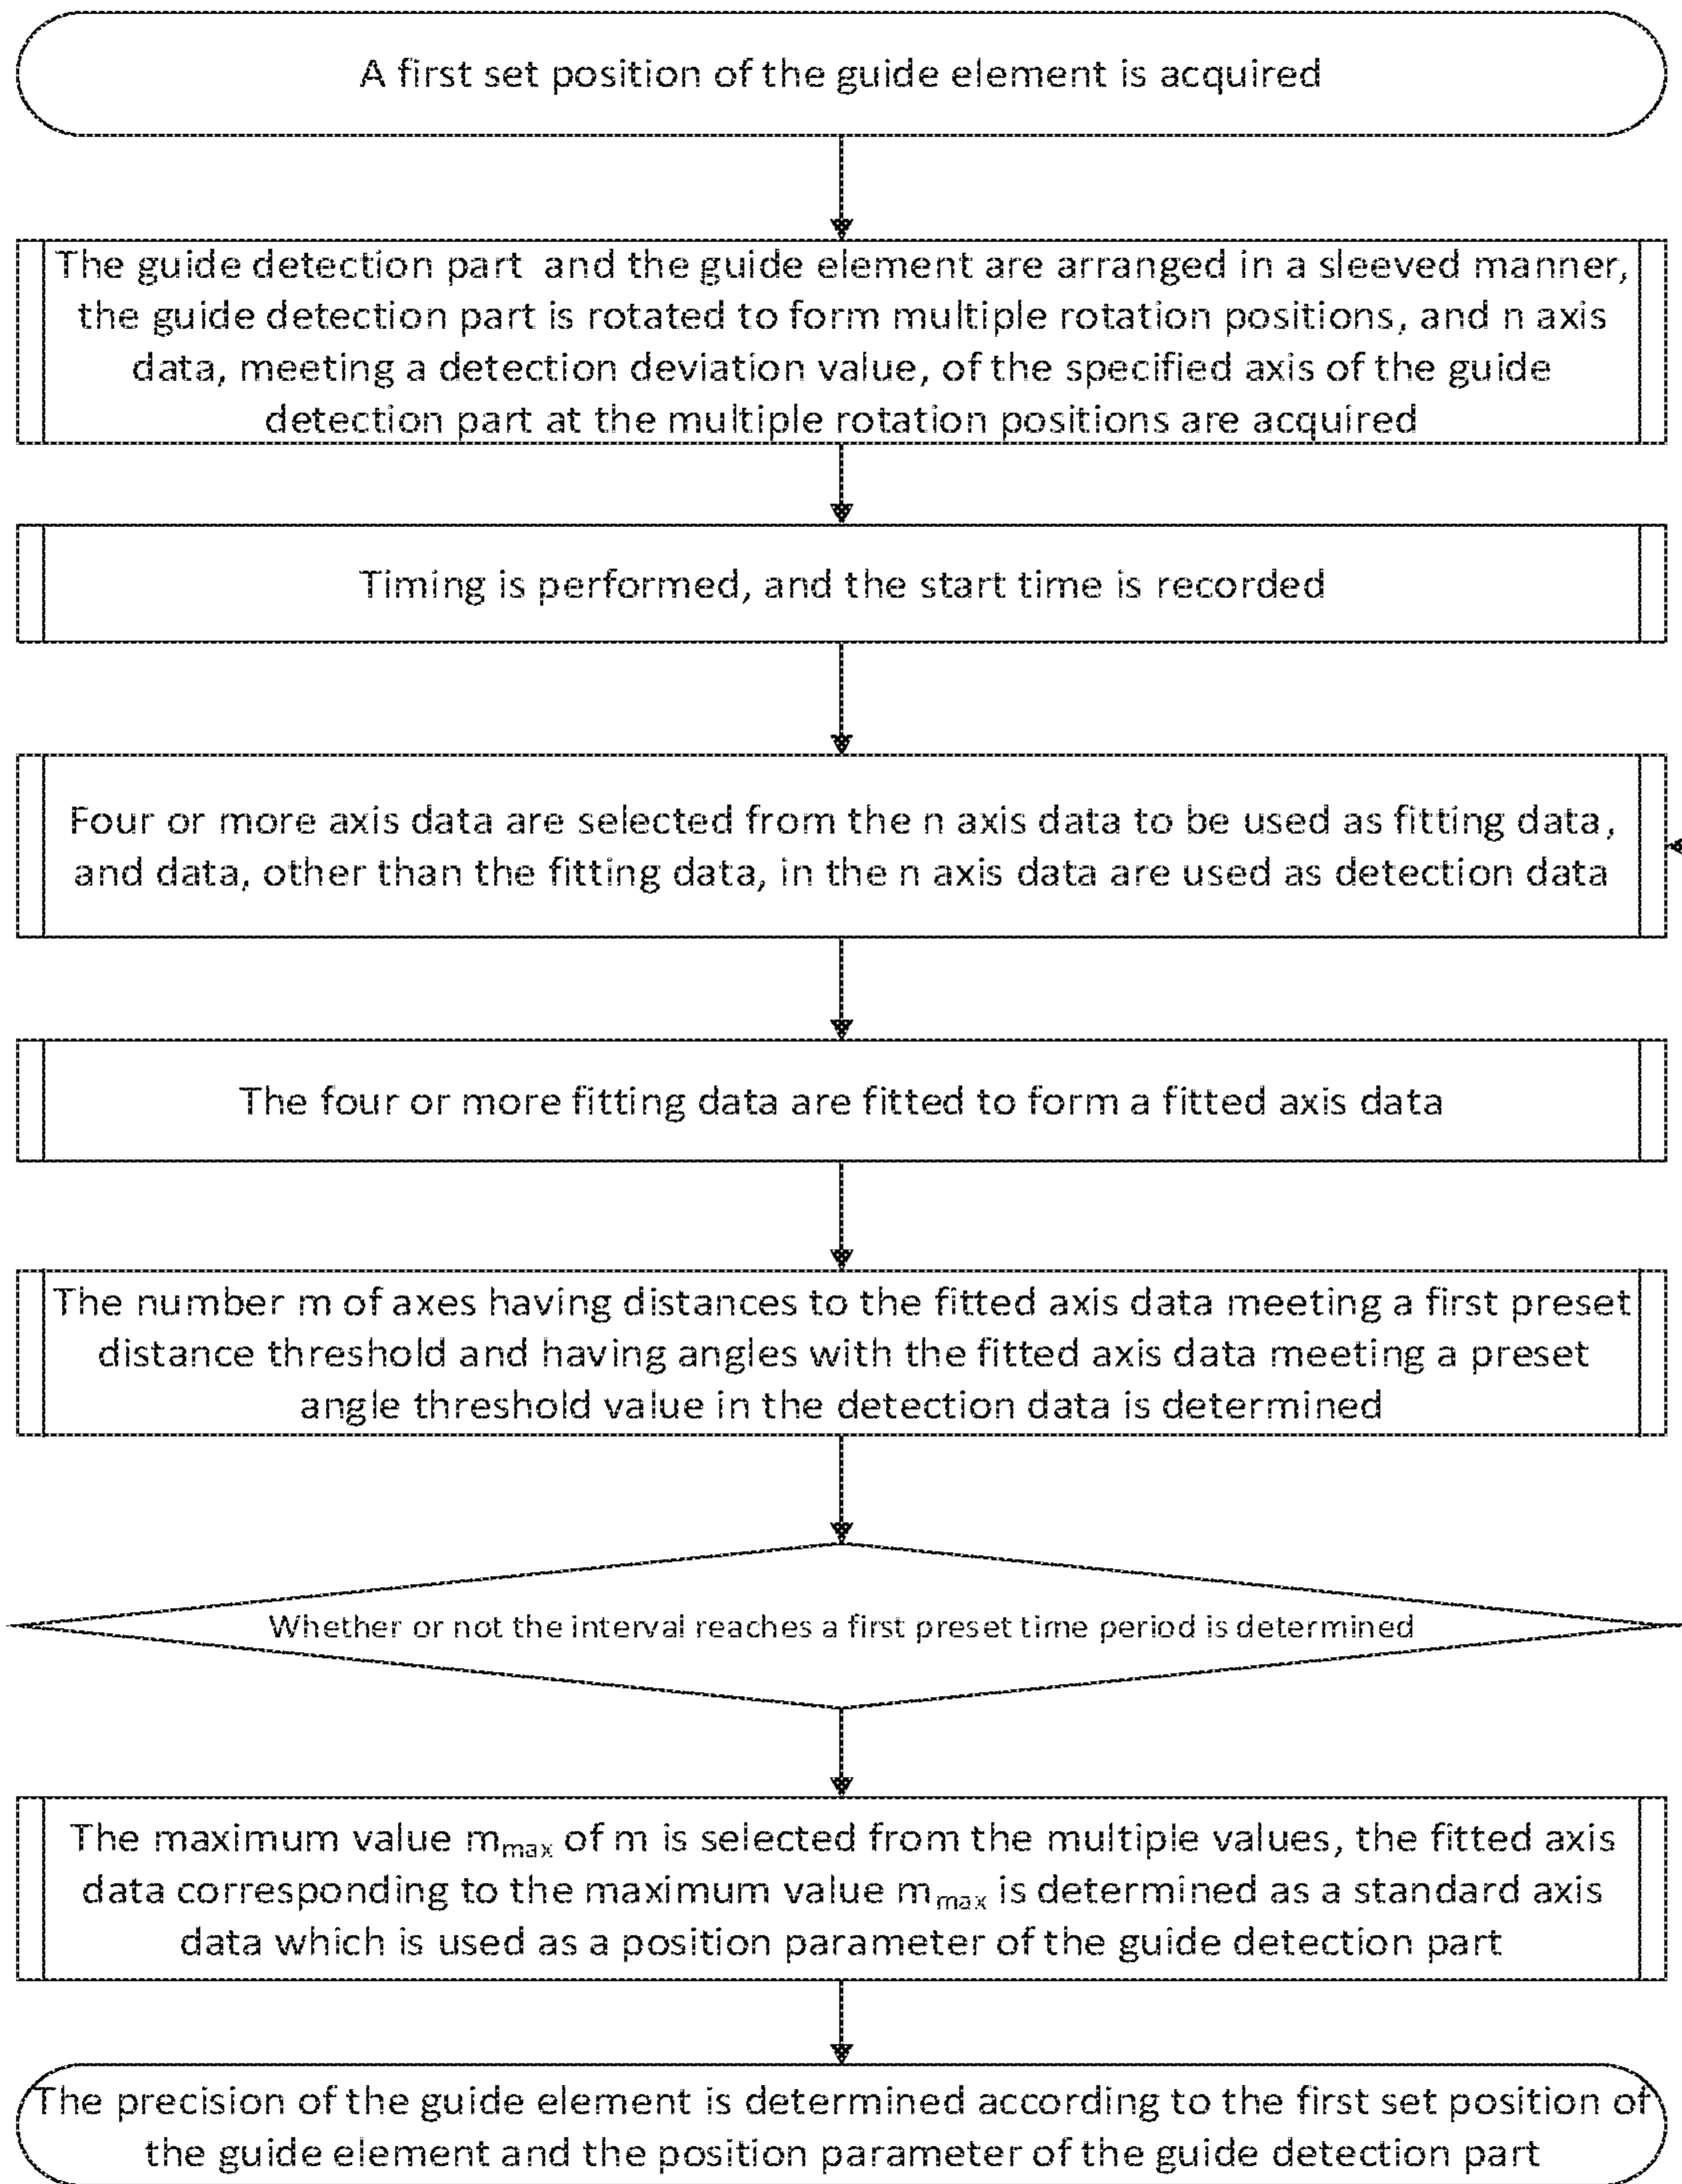 A first set position of the guide element is acquired
The guide detection part and the guide element are arranged in a sleeved manner,
the guide detection part is rotated to form multiple rotation positions, and n axis
data, meeting a detection deviation value, of the specified axis of the guide
detection part at the multiple rotation positions are acquired
Timing is performed, and the start time is recorded
Four or more axis data are selected from the n axis data to be used as fitting data,
and data, other than the fitting data, in the n axis data are used as detection data
The four or more fitting data are fitted to form a fitted axis data
The number m of axes having distances to the fitted axis data meeting a first preset
distance threshold and having angles with the fitted axis data meeting a preset
angle threshold value in the detection data is determined
Whether or not the interval reaches a first preset time period is determined
The maximum value mmax of m is selected from the multiple values, the fitted axis
data corresponding to the maximum value mmax is determined as a standard axis
data which is used as a position parameter of the guide detection part
The precision of the guide element is determined according to the first set position of
the guide element and the position parameter of the guide detection part